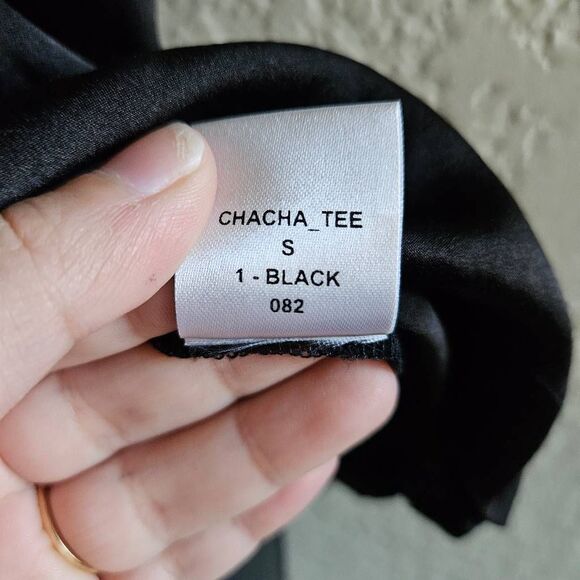 CHACHA_TEE
S
1 - BLACK
082